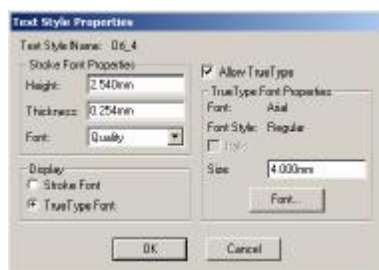 Text Style Properties
Text Style Name: D6_4
Stroke Font Properties
Height: 2.540mm
Thickness: 0.254mm
Font: Quality
Display
Stroke Font
TrueType Font
Allow TrueType
TrueType Font Properties
Font: Arial
Font Style: Regular
Italic
Size: 4.000mm
Font...
OK
Cancel